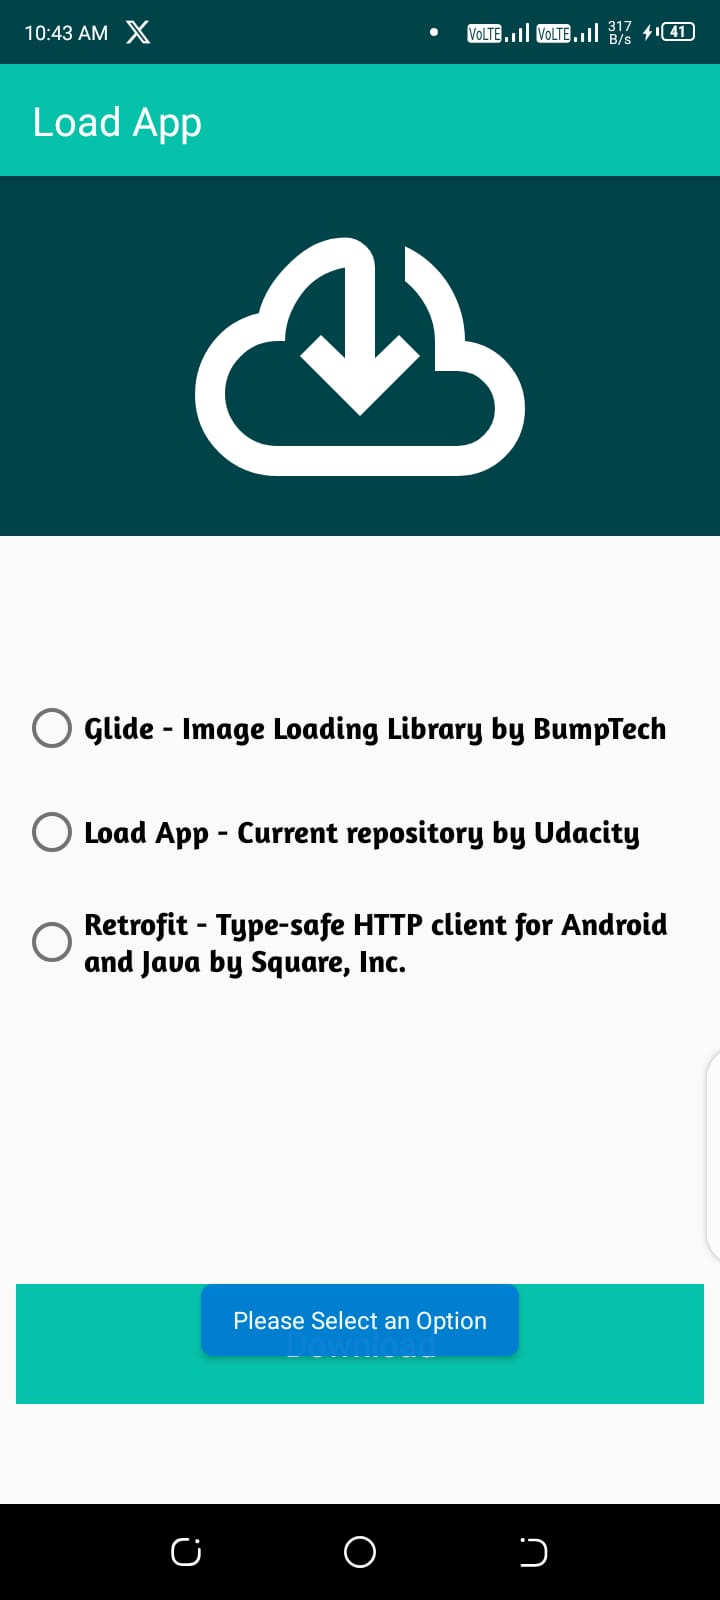 10:43 AM
VoLTE VoLTE 317 B/s 41
Load App
Glide - Image Loading Library by BumpTech
Load App - Current repository by Udacity
Retrofit - Type-safe HTTP client for Android
and Java by Square, Inc.
Please Select an Option
Download